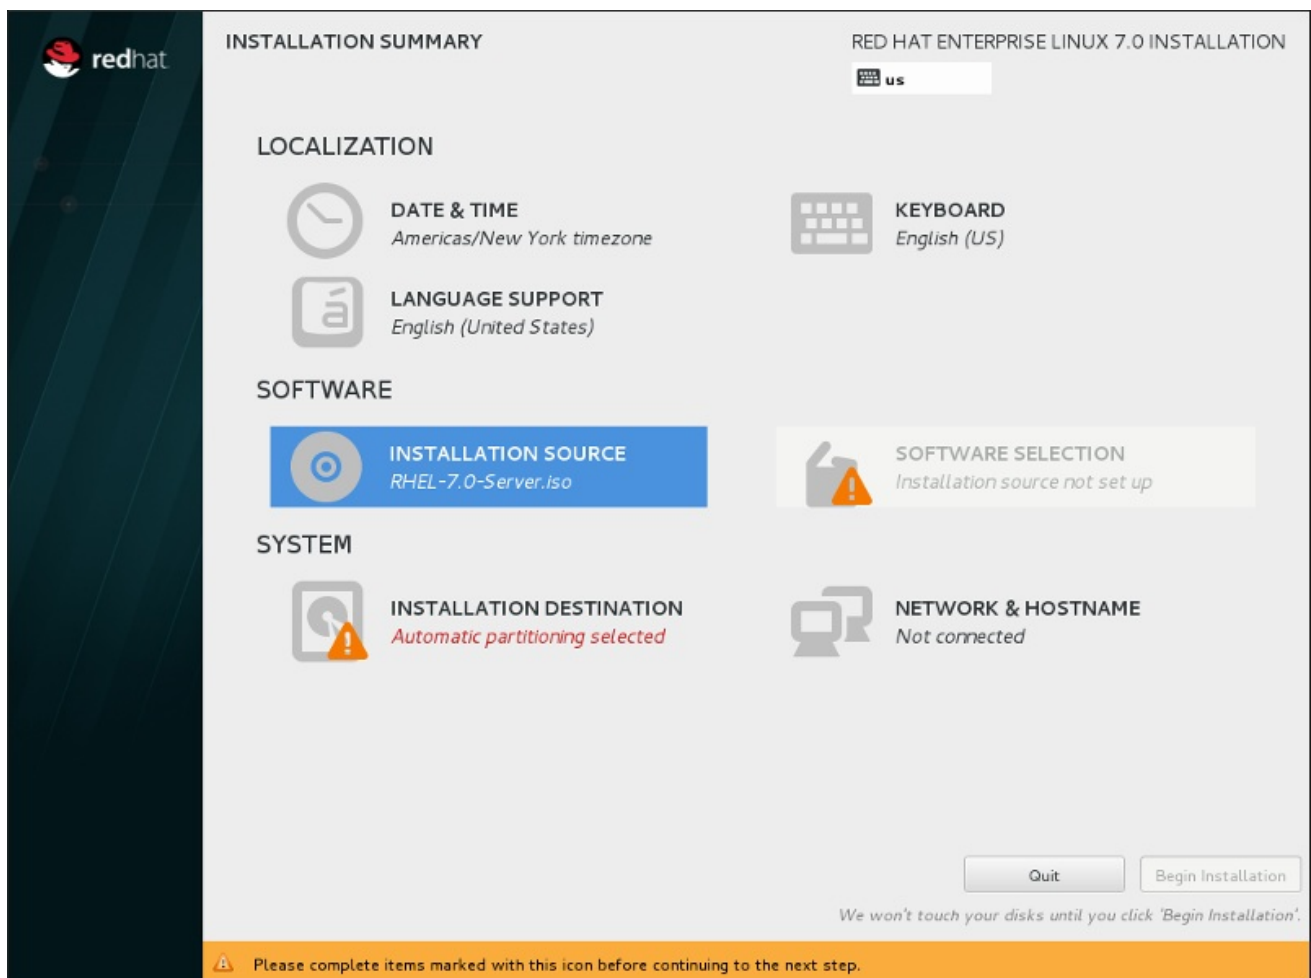 redhat.
INSTALLATION SUMMARY
RED HAT ENTERPRISE LINUX 7.0 INSTALLATION
us
LOCALIZATION
DATE & TIME
Americas/New York timezone
KEYBOARD
English (US)
á
LANGUAGE SUPPORT
English (United States)
SOFTWARE
INSTALLATION SOURCE
RHEL-7.0-Server.iso
SOFTWARE SELECTION
Installation source not set up
SYSTEM
INSTALLATION DESTINATION
Automatic partitioning selected
NETWORK & HOSTNAME
Not connected
Quit
Begin Installation
We won't touch your disks until you click 'Begin Installation'.
Please complete items marked with this icon before continuing to the next step.